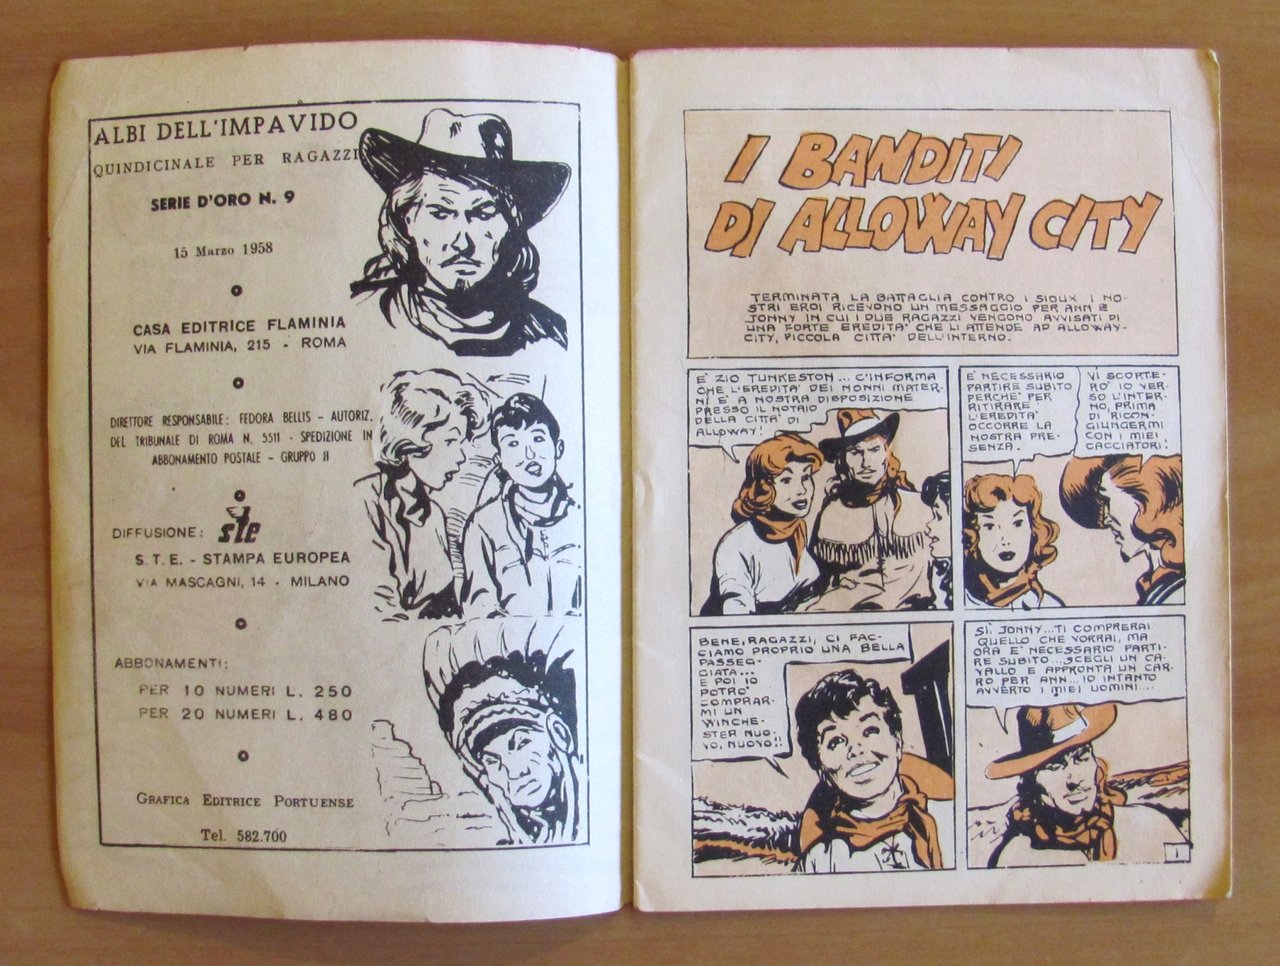 ALBI DELL'IMPAVIDO
QUINDICINALE PER RAGAZZI
SERIE D'ORO N. 9
15 Marzo 1958
CASA EDITRICE FLAMINIA
VIA FLAMINIA, 215 - ROMA
DIRETTORE RESPONSABILE: FEDORA BELLIS - AUTORIZ.
DEL TRIBUNALE DI ROMA N. 5511 - SPEDIZIONE IN
ABBONAMENTO POSTALE - GRUPPO II
DIFFUSIONE: ste
S.T.E. - STAMPA EUROPEA
VIA MASCAGNI, 14 - MILANO
ABBONAMENTI:
PER 10 NUMERI L. 250
PER 20 NUMERI L. 480
GRAFICA EDITRICE PORTUENSE
Tel. 582.700
I BANDITI
DI ALLOWAY CITY
TERMINATA LA BATTAGLIA CONTRO I SIOUX I NO-
STRI EROI RICEVONO UN MESSAGGIO PER ANN E
JONNY IN CUI I DUE RAGAZZI VENGONO AVVISATI DI
UNA FORTE EREDITA' CHE LI ATTENDE AD ALLOWAY-
CITY, PICCOLA CITTA' DELL'INTERNO.
E' ZIO TUNKESTON... C'INFORMA
CHE L'EREDITA' DEI NONNI MATER-
NI E' A NOSTRA DISPOSIZIONE
PRESSO IL NOTAIO
DELLA CITTA' DI
ALLOWAY!
E' NECESSARIO
PARTIRE SUBITO
PERCHE' PER
RITIRARE
L'EREDITA'
OCCORRE LA
NOSTRA PRE-
SENZA.
VI SCORTE-
RO' IO VER-
SO L'INTER-
NO, PRIMA
DI RICON-
GIUNGERMI
CON I MIEI
CACCIATORI!
BENE, RAGAZZI, CI FAC-
CIAMO PROPRIO UNA BELLA
PASSEG-
GIATA...
E POI IO
POTRO'
COMPRAR-
MI UN
WINCHE-
STER NUO-
VO, NUOVO!!
SI', JONNY...TI COMPRERAI
QUELLO CHE VORRAI, MA
ORA E' NECESSARIO PARTI-
RE SUBITO...SCEGLI UN CA-
VALLO E APPRONTA UN CAR-
RO PER ANN...IO INTANTO
AVVERTO I MIEI UOMINI....
1